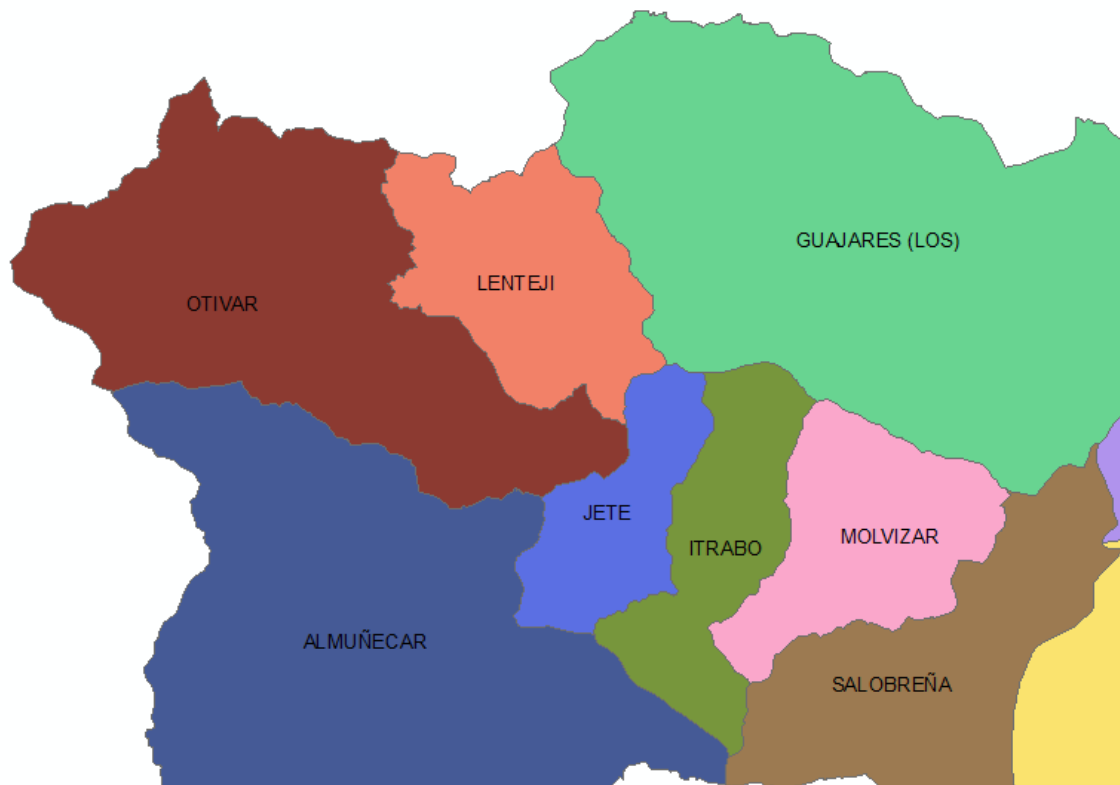 GUAJARES (LOS)
LENTEJI
OTIVAR
JETE
MOLVIZAR
ITRABO
ALMUÑECAR
SALOBREÑA